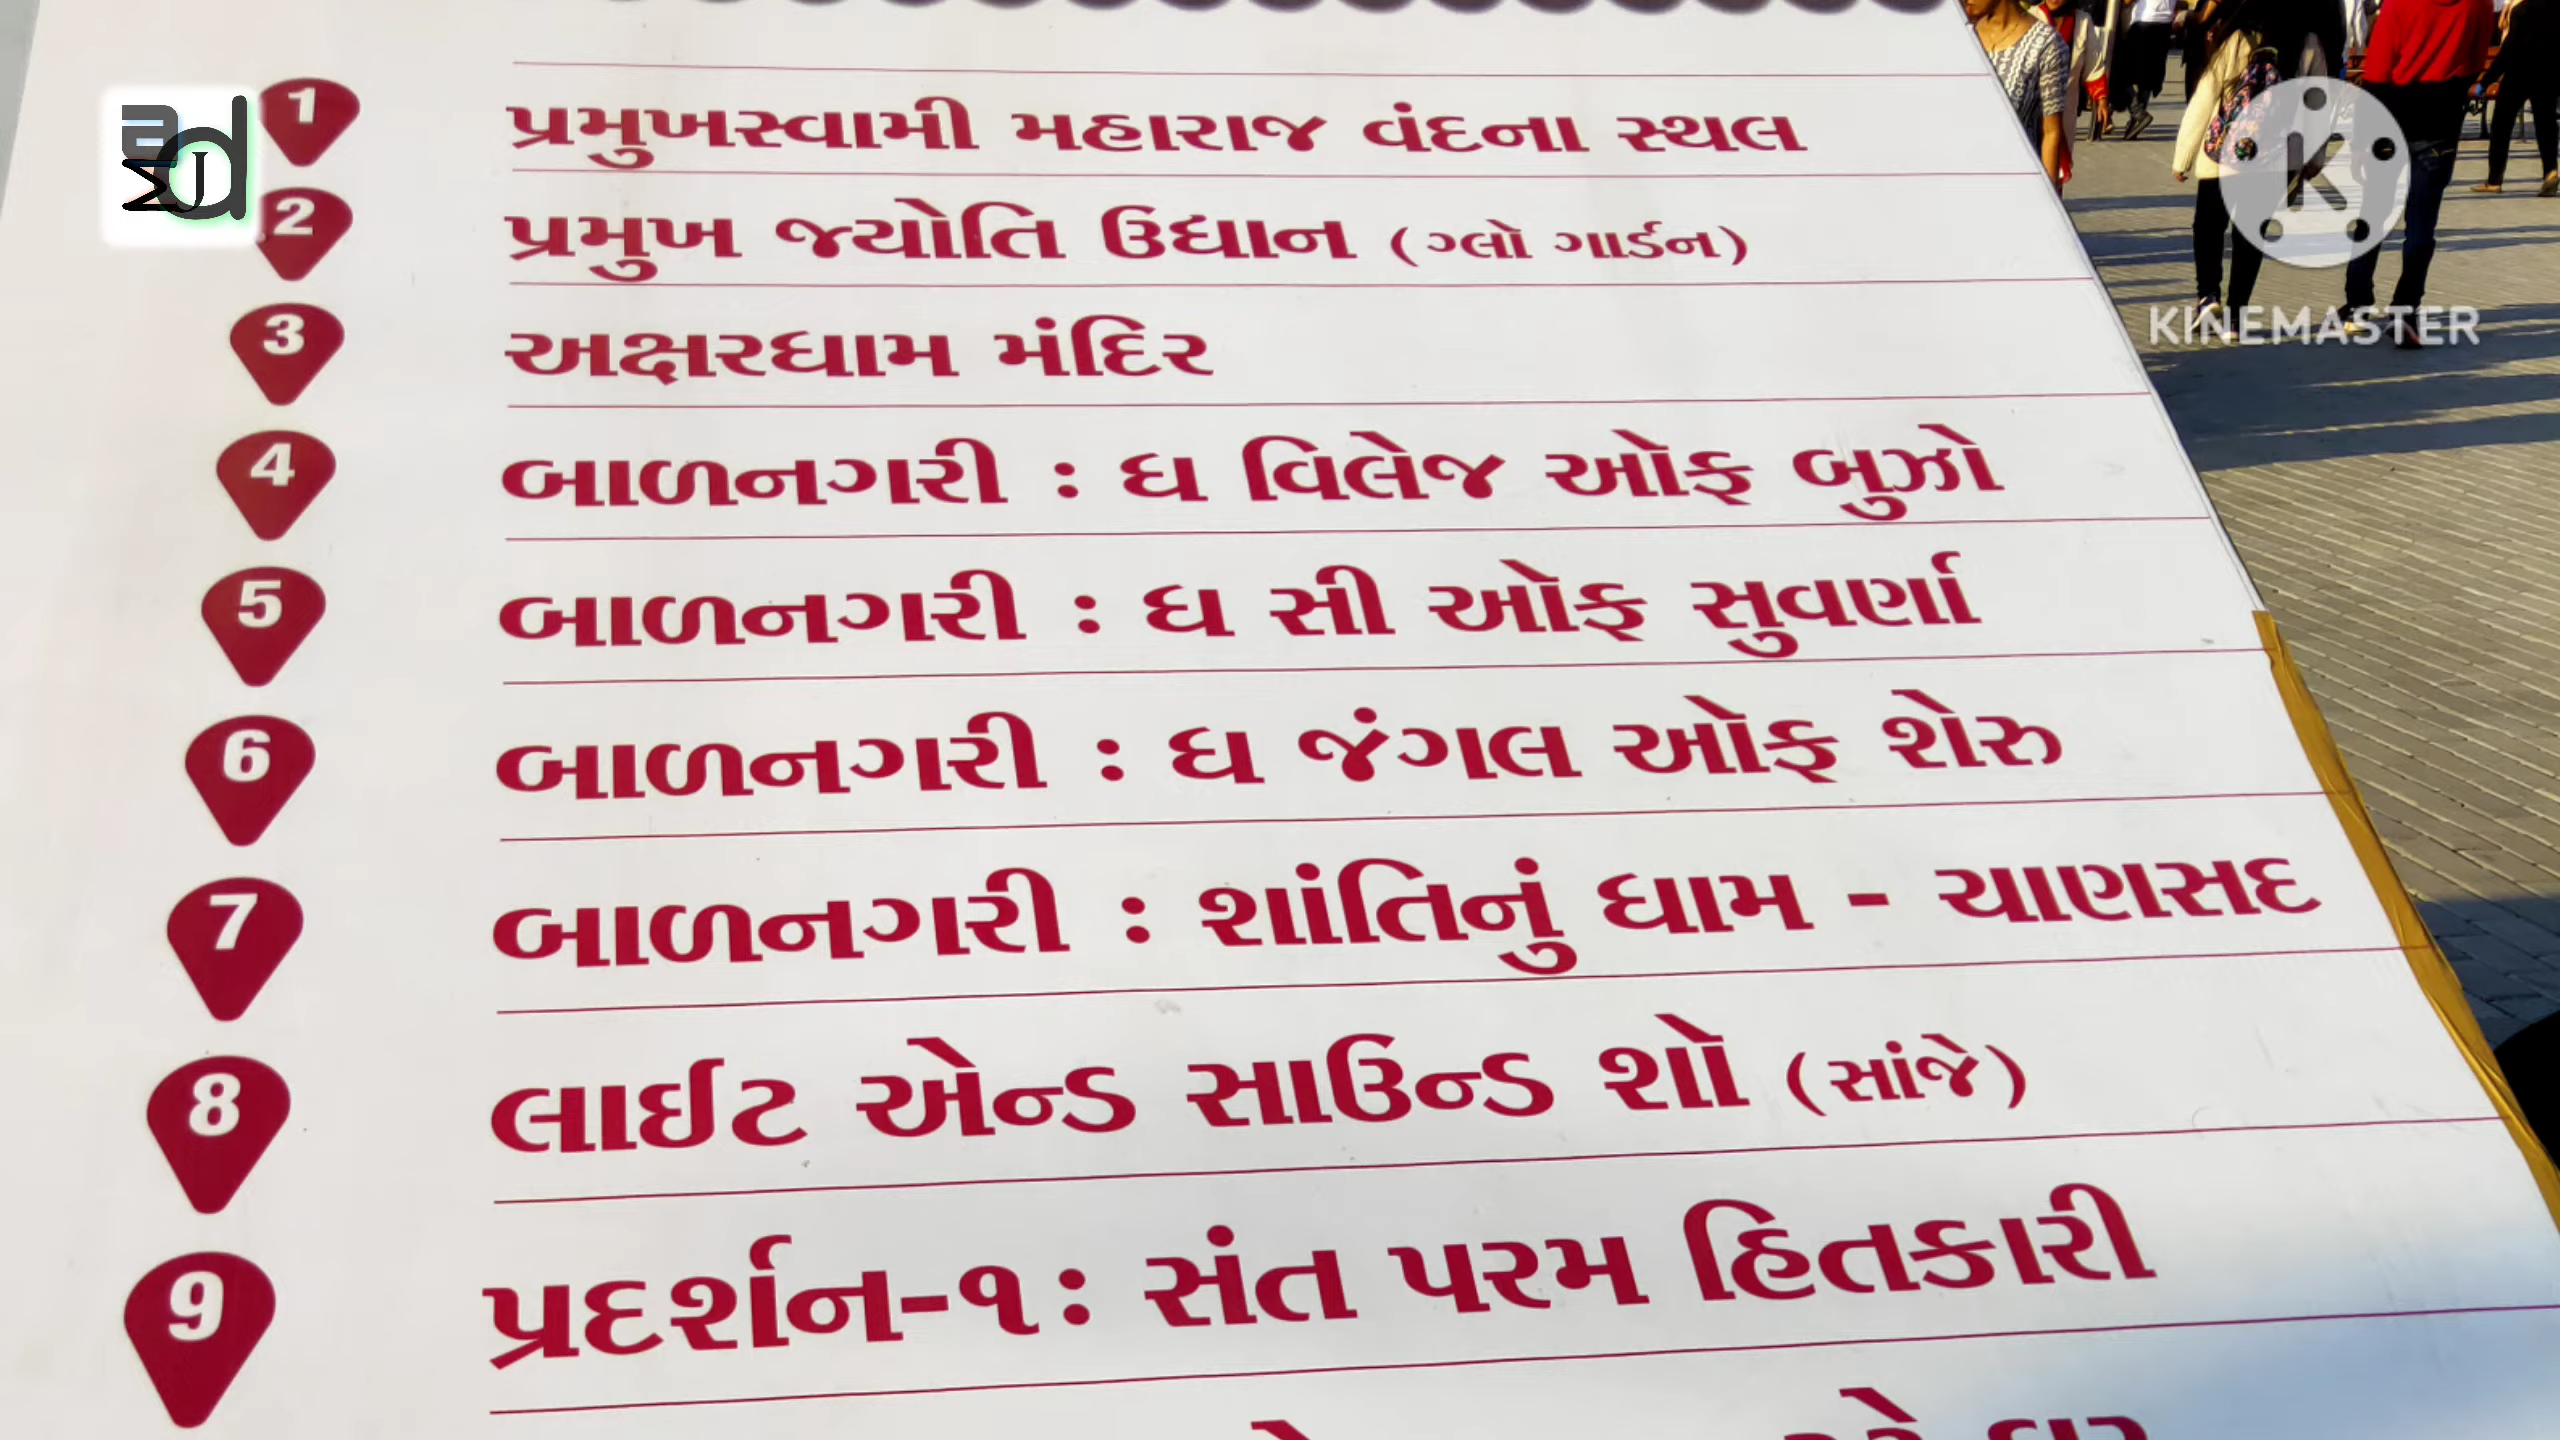 1 પ્રમુખસ્વામી મહારાજ વંદના સ્થલ
2 પ્રમુખ જ્યોતિ ઉદ્યાન (ગ્લો ગાર્ડન)
3 અક્ષરધામ મંદિર
4 બાળનગરી : ધ વિલેજ ઓફ બુઝો
5 બાળનગરી : ધ સી ઓફ સુવર્ણા
6 બાળનગરી : ધ જંગલ ઓફ શેરુ
7 બાળનગરી : શાંતિનું ધામ - ચાણસદ
8 લાઈટ એન્ડ સાઉન્ડ શો (સાંજે)
9 પ્રદર્શન-૧ : સંત પરમ હિતકારી
K
KINEMASTER